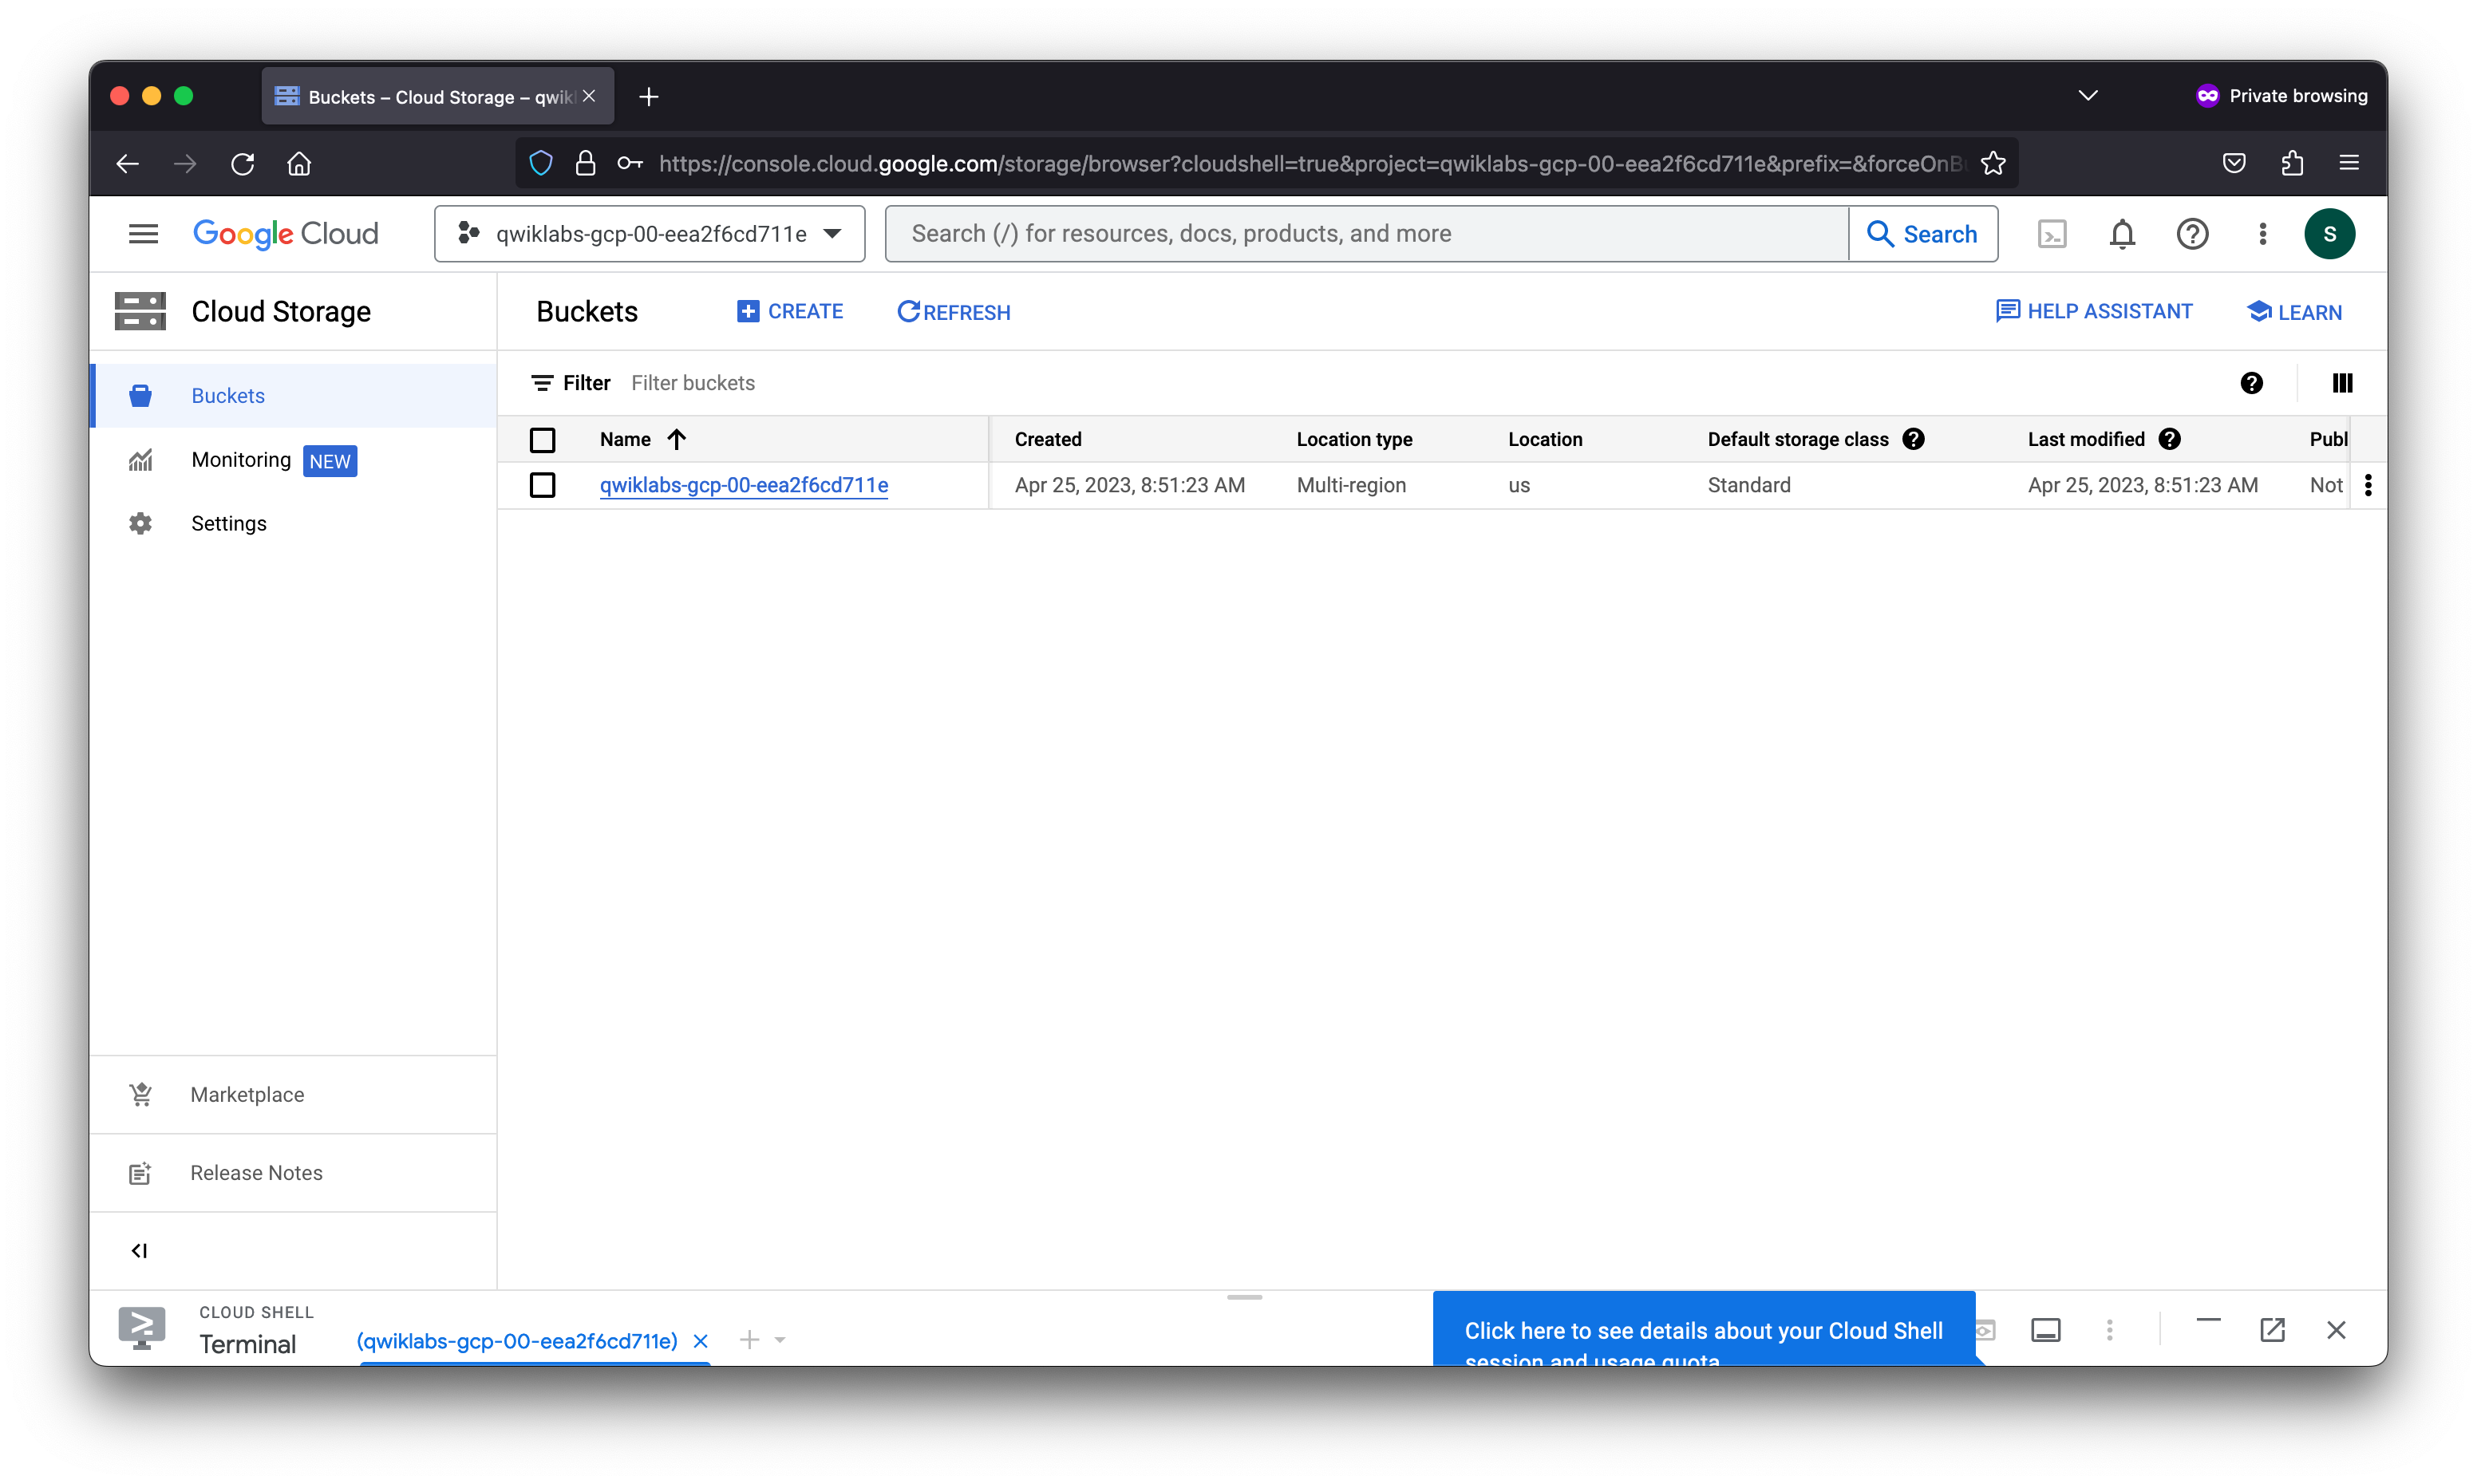 Buckets – Cloud Storage – qwik
Private browsing
https://console.cloud.google.com/storage/browser?cloudshell=true&project=qwiklabs-gcp-00-eea2f6cd711e&prefix=&forceOnB
Google Cloud
qwiklabs-gcp-00-eea2f6cd711e
Search (/) for resources, docs, products, and more
Search
S
Cloud Storage
Buckets
CREATE
REFRESH
HELP ASSISTANT
LEARN
Buckets
Monitoring NEW
Settings
Filter Filter buckets
Name Created Location type Location Default storage class Last modified Publ
qwiklabs-gcp-00-eea2f6cd711e Apr 25, 2023, 8:51:23 AM Multi-region us Standard Apr 25, 2023, 8:51:23 AM Not
Marketplace
Release Notes
CLOUD SHELL
Terminal
(qwiklabs-gcp-00-eea2f6cd711e)
Click here to see details about your Cloud Shell
session and usage quota